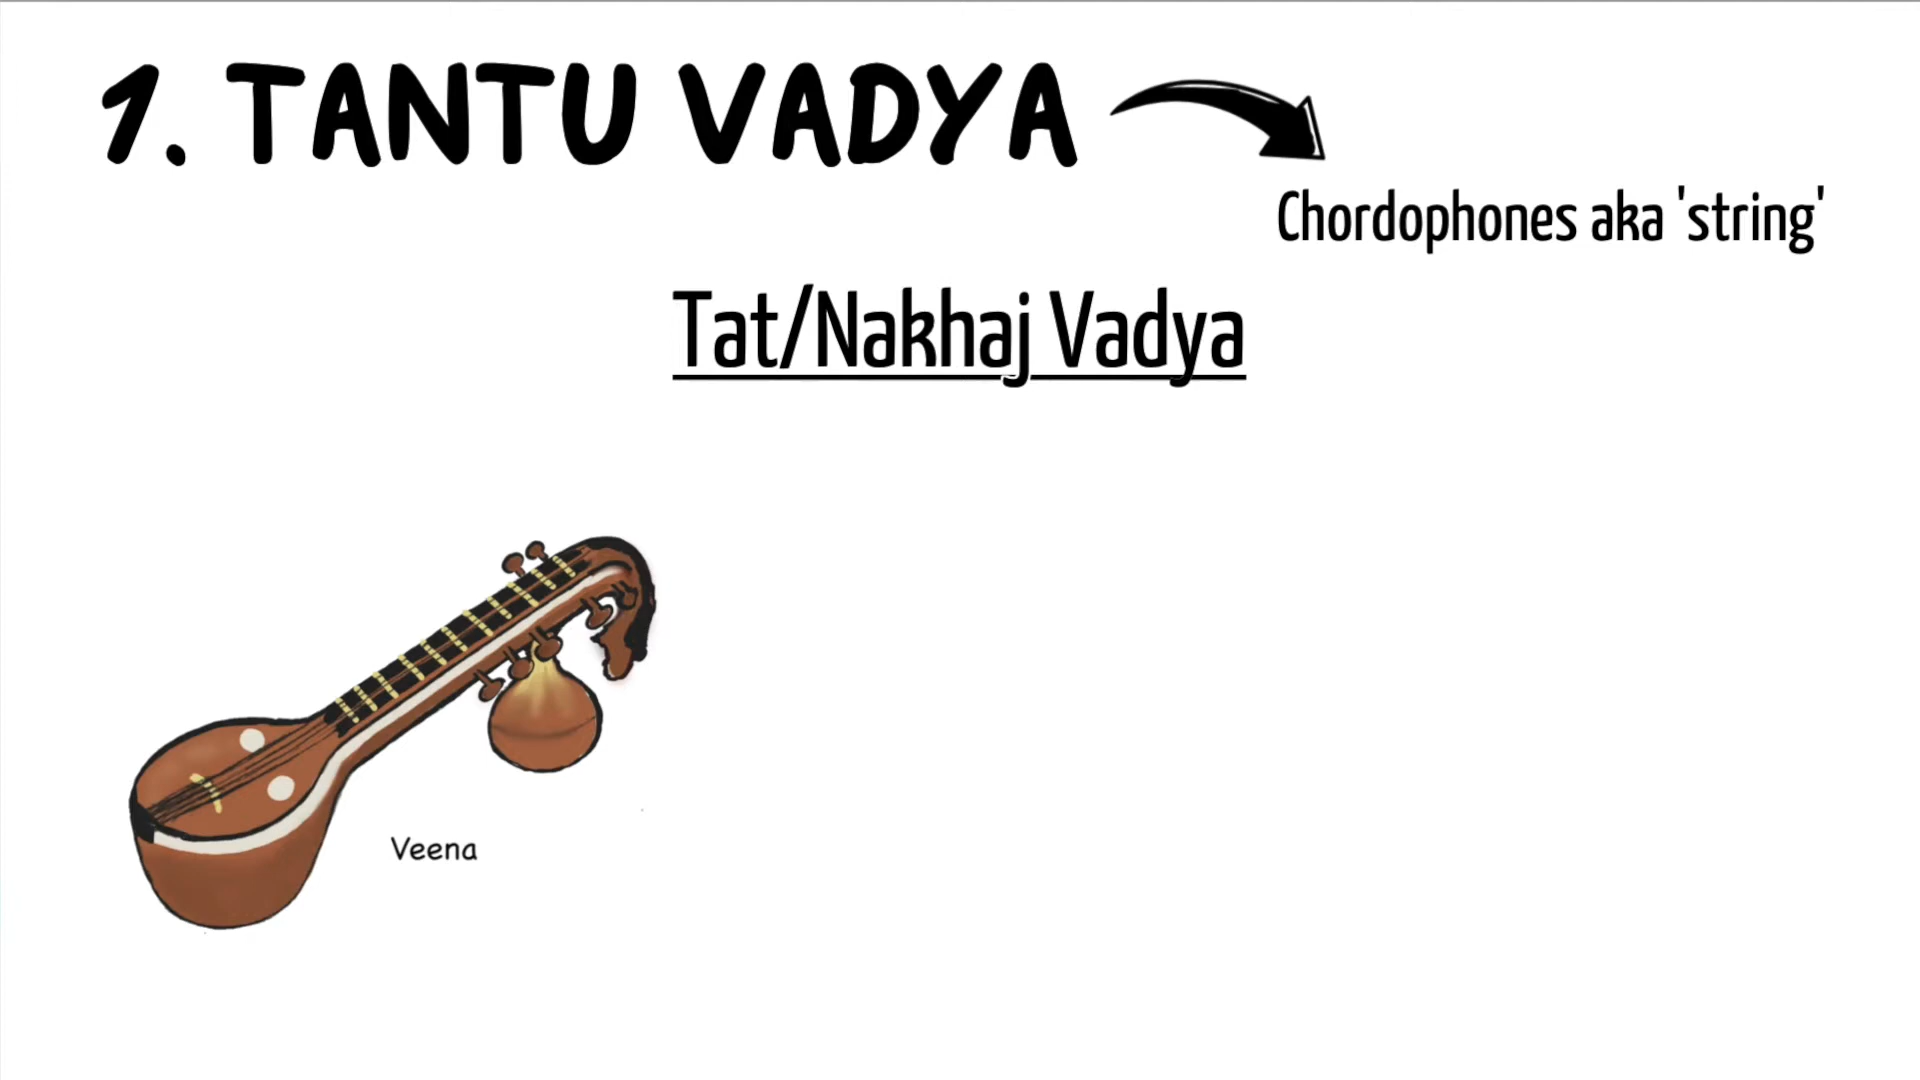 1. TANTU VADYA
Chordophones aka 'string'
Tat/Nakhaj Vadya
Veena